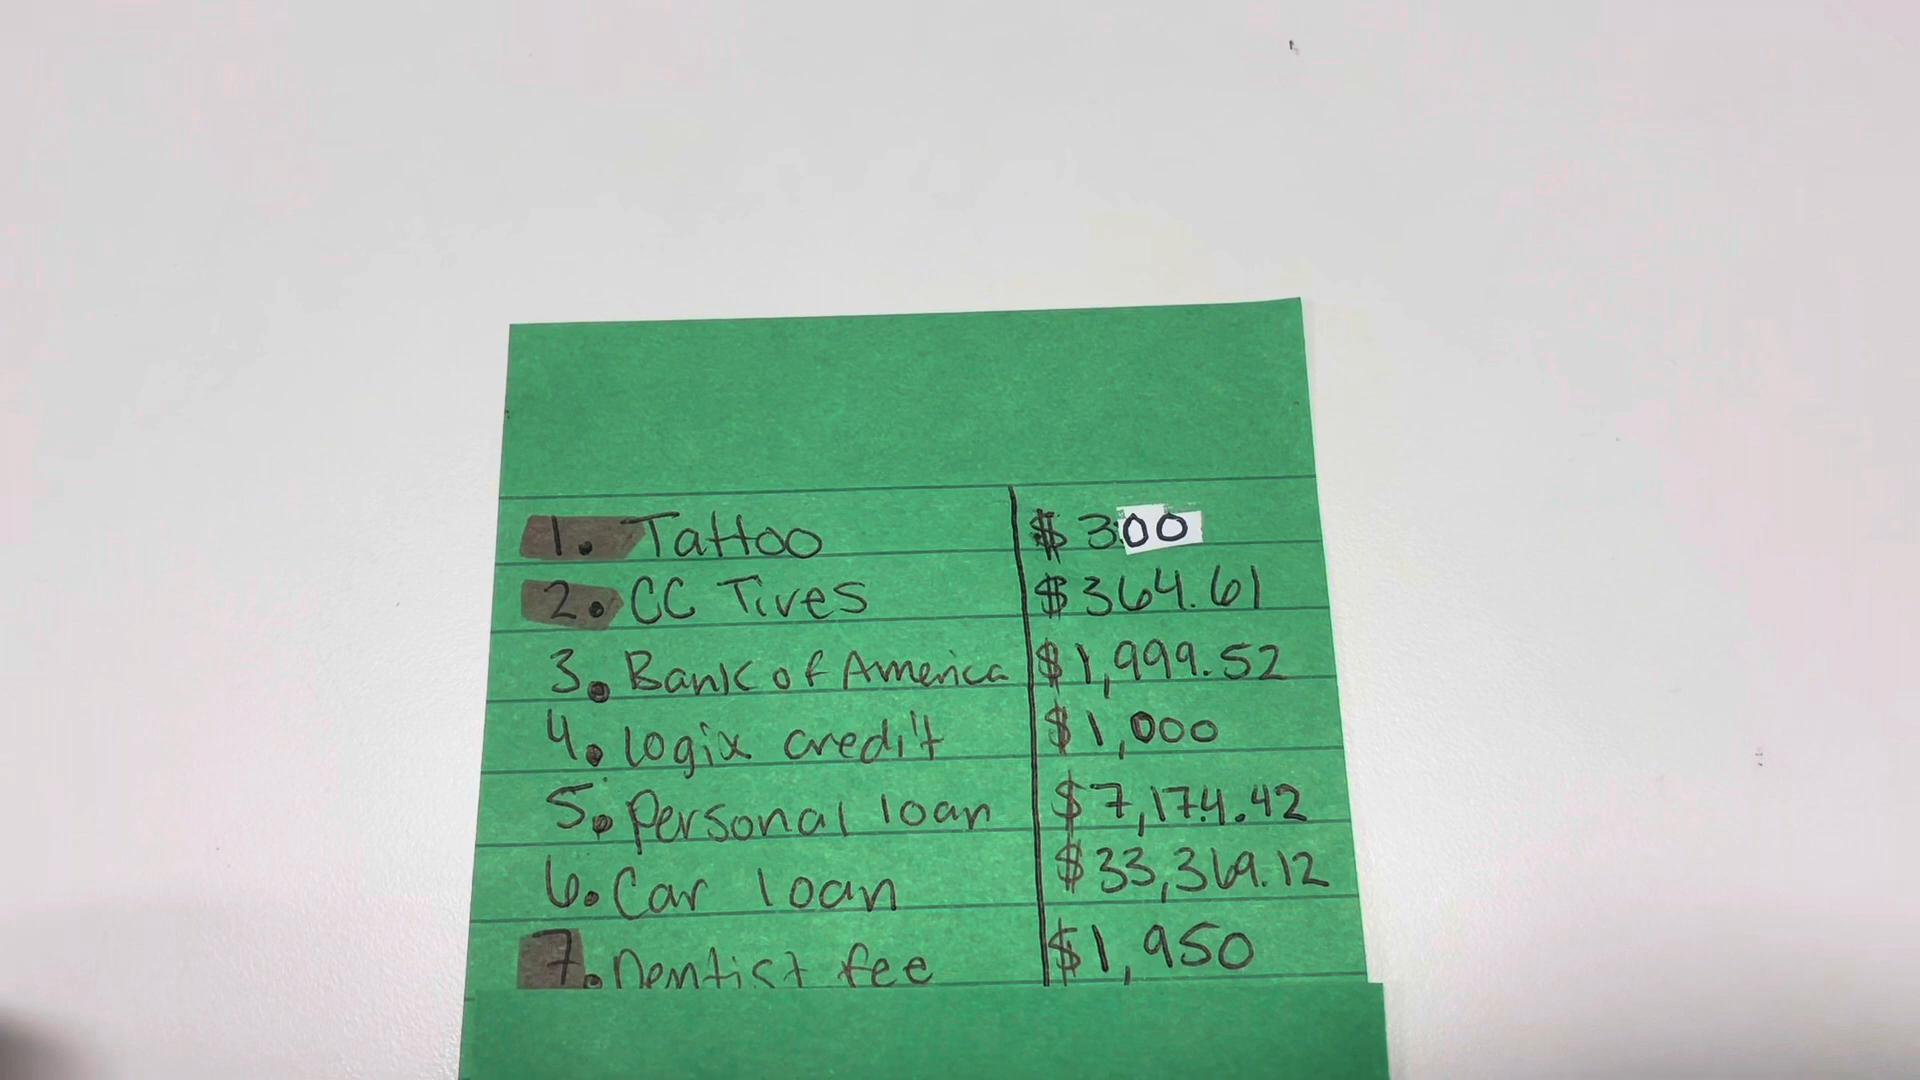 1. Tattoo $300
2. CC Tires $364.61
3. Bank of America $1,999.52
4. Logix credit $1,000
5. Personal loan $7,174.42
6. Car loan $33,369.12
7. Dentist fee $1,950